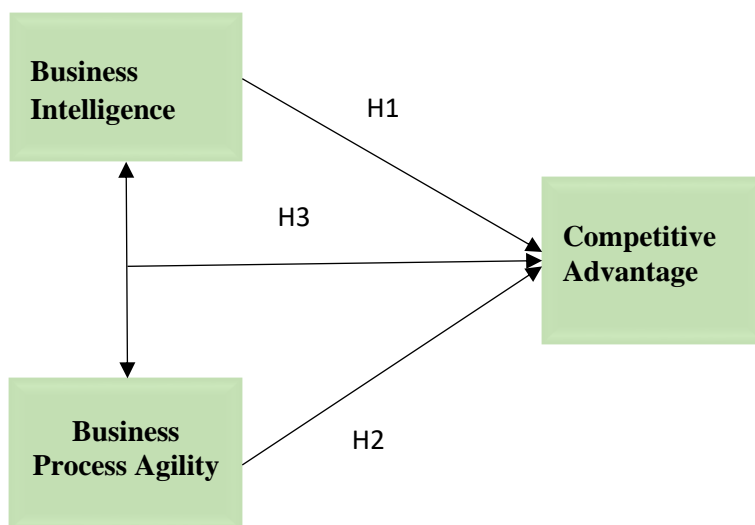 Business
Intelligence
H1
H3
Competitive
Advantage
Business
Process Agility
H2